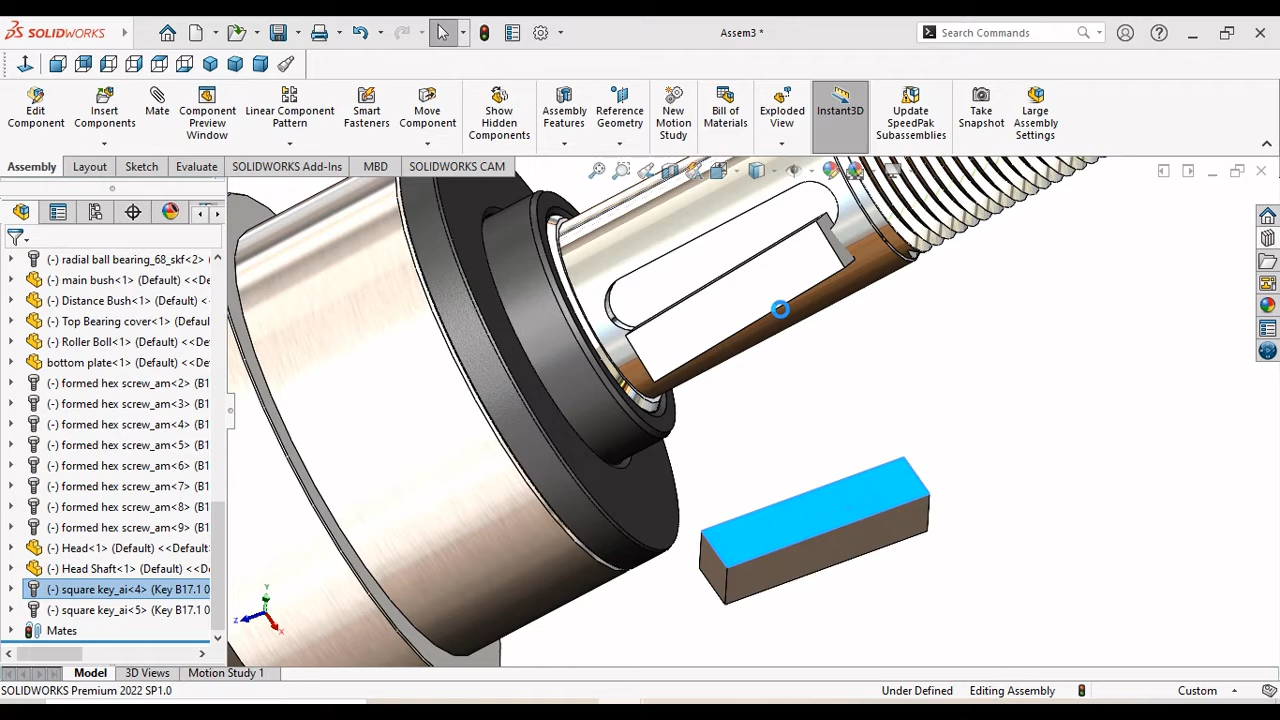 SOLIDWORKS
Assem3 *
Search Commands
Edit Component
Insert Components
Mate
Component Preview Window
Linear Component Pattern
Smart Fasteners
Move Component
Show Hidden Components
Assembly Features
Reference Geometry
New Motion Study
Bill of Materials
Exploded View
Instant3D
Update SpeedPak Subassemblies
Take Snapshot
Large Assembly Settings
Assembly
Layout
Sketch
Evaluate
SOLIDWORKS Add-Ins
MBD
SOLIDWORKS CAM
(-) radial ball bearing_68_skf<2> (
(-) main bush<1> (Default) <<De
(-) Distance Bush<1> (Default) <
(-) Top Bearing cover<1> (Default
(-) Roller Boll<1> (Default) <<De
bottom plate<1> (Default) <<De
(-) formed hex screw_am<2> (B1
(-) formed hex screw_am<3> (B1
(-) formed hex screw_am<4> (B1
(-) formed hex screw_am<5> (B1
(-) formed hex screw_am<6> (B1
(-) formed hex screw_am<7> (B1
(-) formed hex screw_am<8> (B1
(-) formed hex screw_am<9> (B1
(-) Head<1> (Default) <<Default
(-) Head Shaft<1> (Default) <<De
(-) square key_ai<4> (Key B17.1 0
(-) square key_ai<5> (Key B17.1 0
Mates
Y
Z
X
Model
3D Views
Motion Study 1
SOLIDWORKS Premium 2022 SP1.0
Under Defined
Editing Assembly
Custom